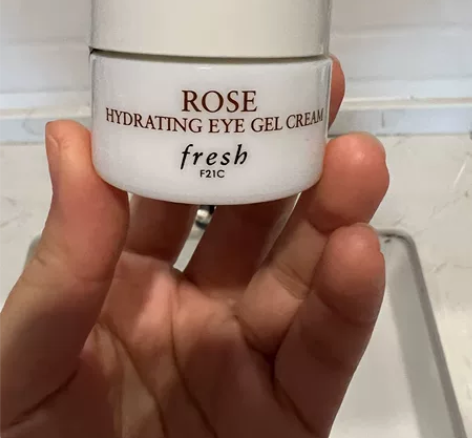 ROSE
HYDRATING EYE GEL CREAM
fresh
F21C